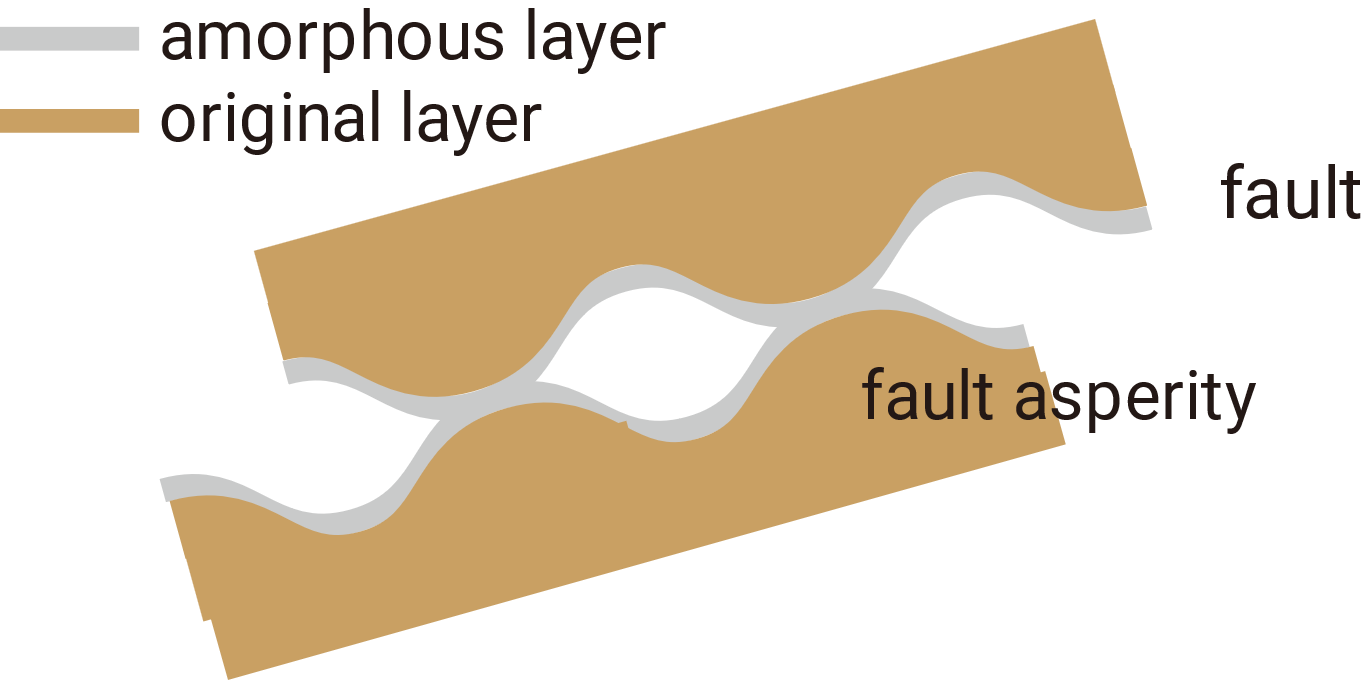 amorphous layer
original layer
fault
fault asperity